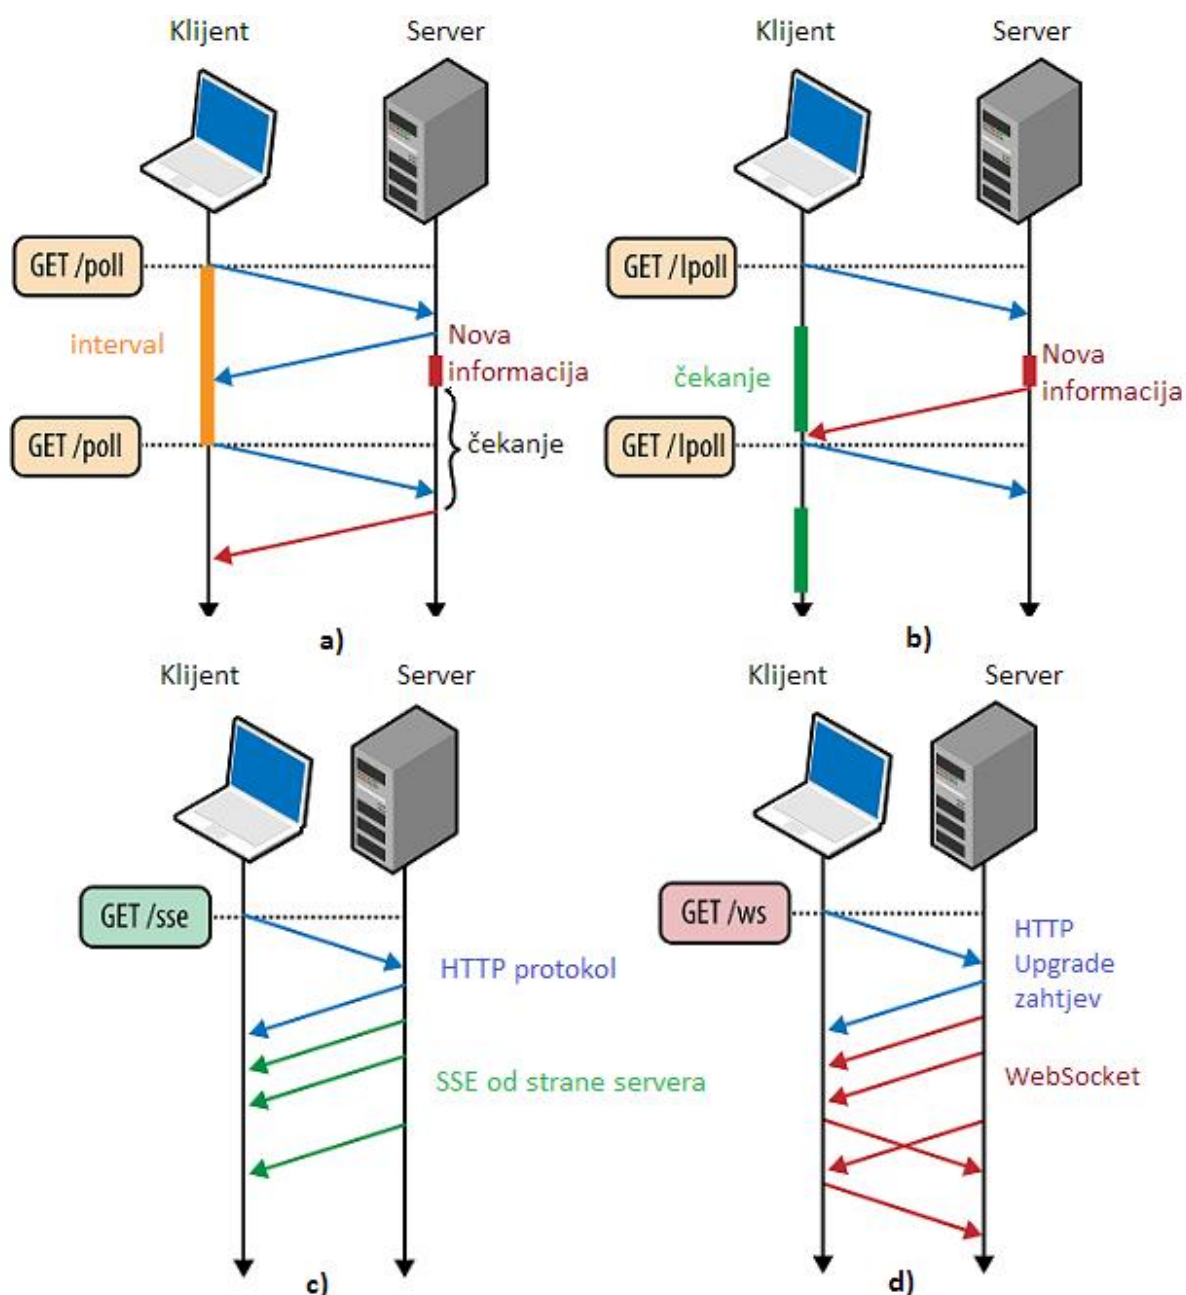 Klijent
Server
GET /poll
interval
Nova
informacija
GET /poll
čekanje
a)
Klijent
Server
GET /lpoll
čekanje
Nova
informacija
GET /lpoll
b)
Klijent
Server
GET /sse
HTTP protokol
SSE od strane servera
c)
Klijent
Server
GET /ws
HTTP
Upgrade
zahtjev
WebSocket
d)